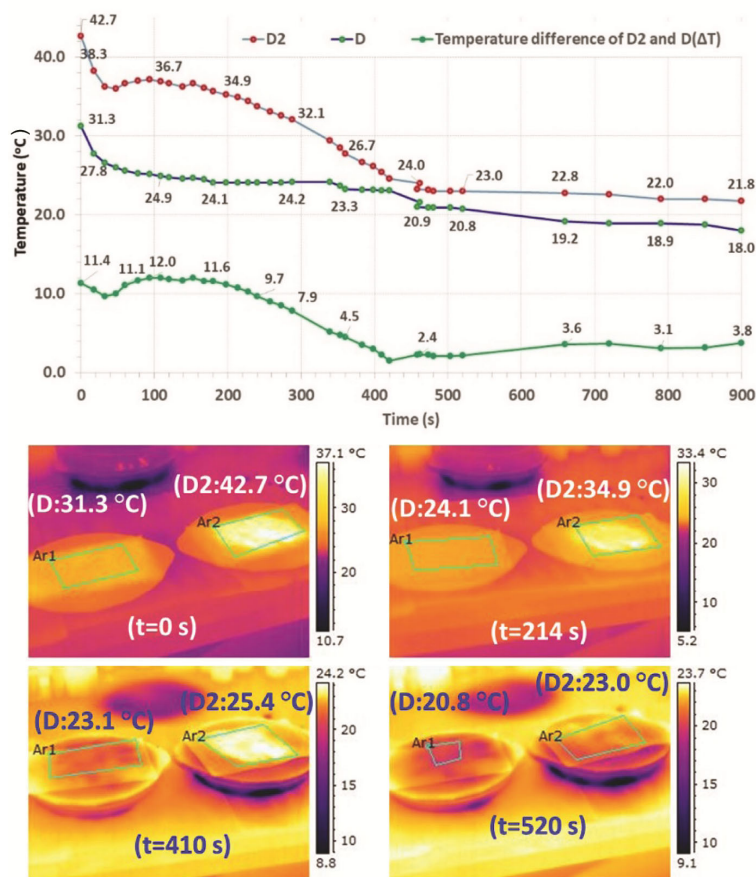 42.7
D2
D
Temperature difference of D2 and D(ΔT)
40.0
38.3
36.7
34.9
32.1
31.3
30.0
26.7
27.8
24.0
23.0
22.8
22.0
21.8
24.9
24.1
24.2
23.3
20.0
20.9
20.8
19.2
18.9
18.0
11.4
11.1
12.0
11.6
9.7
10.0
7.9
4.5
2.4
3.6
3.1
3.8
0.0
0 100 200 300 400 500 600 700 800 900
Temperature (°C)
Time (s)
37.1 °C
(D:31.3 °C)
(D2:42.7 °C)
Ar1
Ar2
30
20
(t=0 s)
10.7
33.4 °C
(D:24.1 °C)
(D2:34.9 °C)
Ar1
Ar2
30
20
10
(t=214 s)
5.2
24.2 °C
(D:23.1 °C)
(D2:25.4 °C)
Ar1
Ar2
20
15
10
(t=410 s)
8.8
23.7 °C
(D:20.8 °C)
(D2:23.0 °C)
Ar1
Ar2
20
15
10
(t=520 s)
9.1